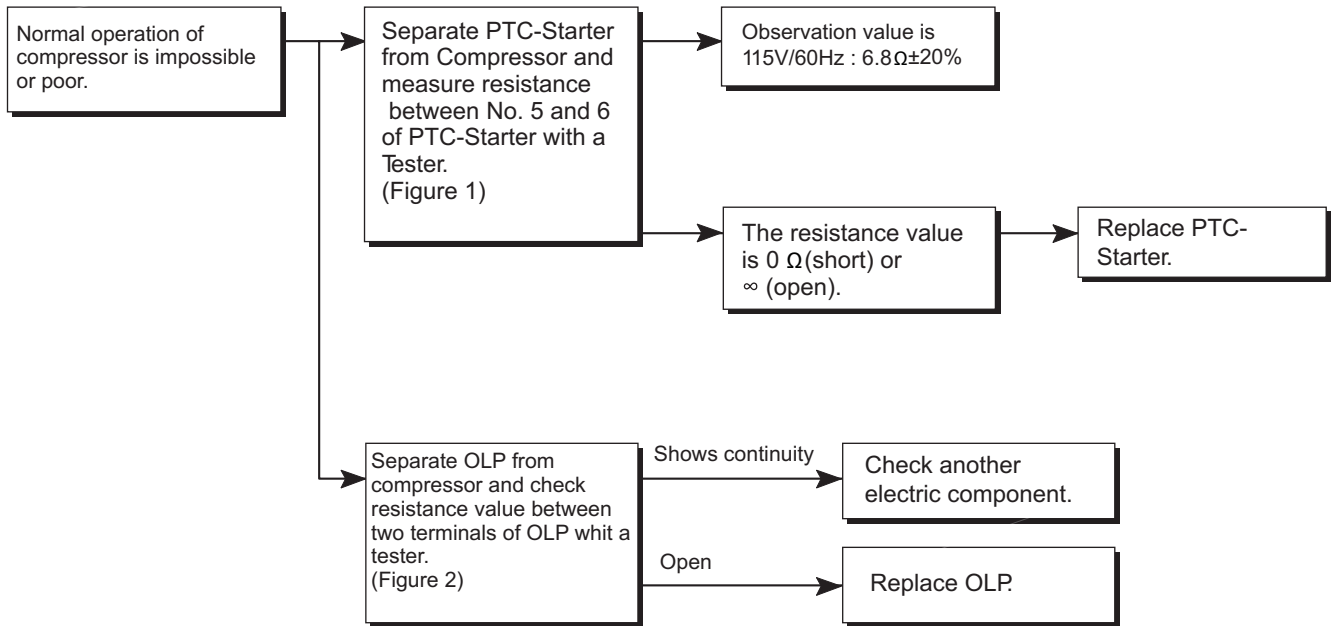 Normal operation of
compressor is impossible
or poor.
Separate PTC-Starter
from Compressor and
measure resistance
between No. 5 and 6
of PTC-Starter with a
Tester.
(Figure 1)
Observation value is
115V/60Hz : 6.8Ω±20%
The resistance value
is 0 Ω(short) or
∞ (open).
Replace PTC-
Starter.
Separate OLP from
compressor and check
resistance value between
two terminals of OLP whit a
tester.
(Figure 2)
Shows continuity
Check another
electric component.
Open
Replace OLP.